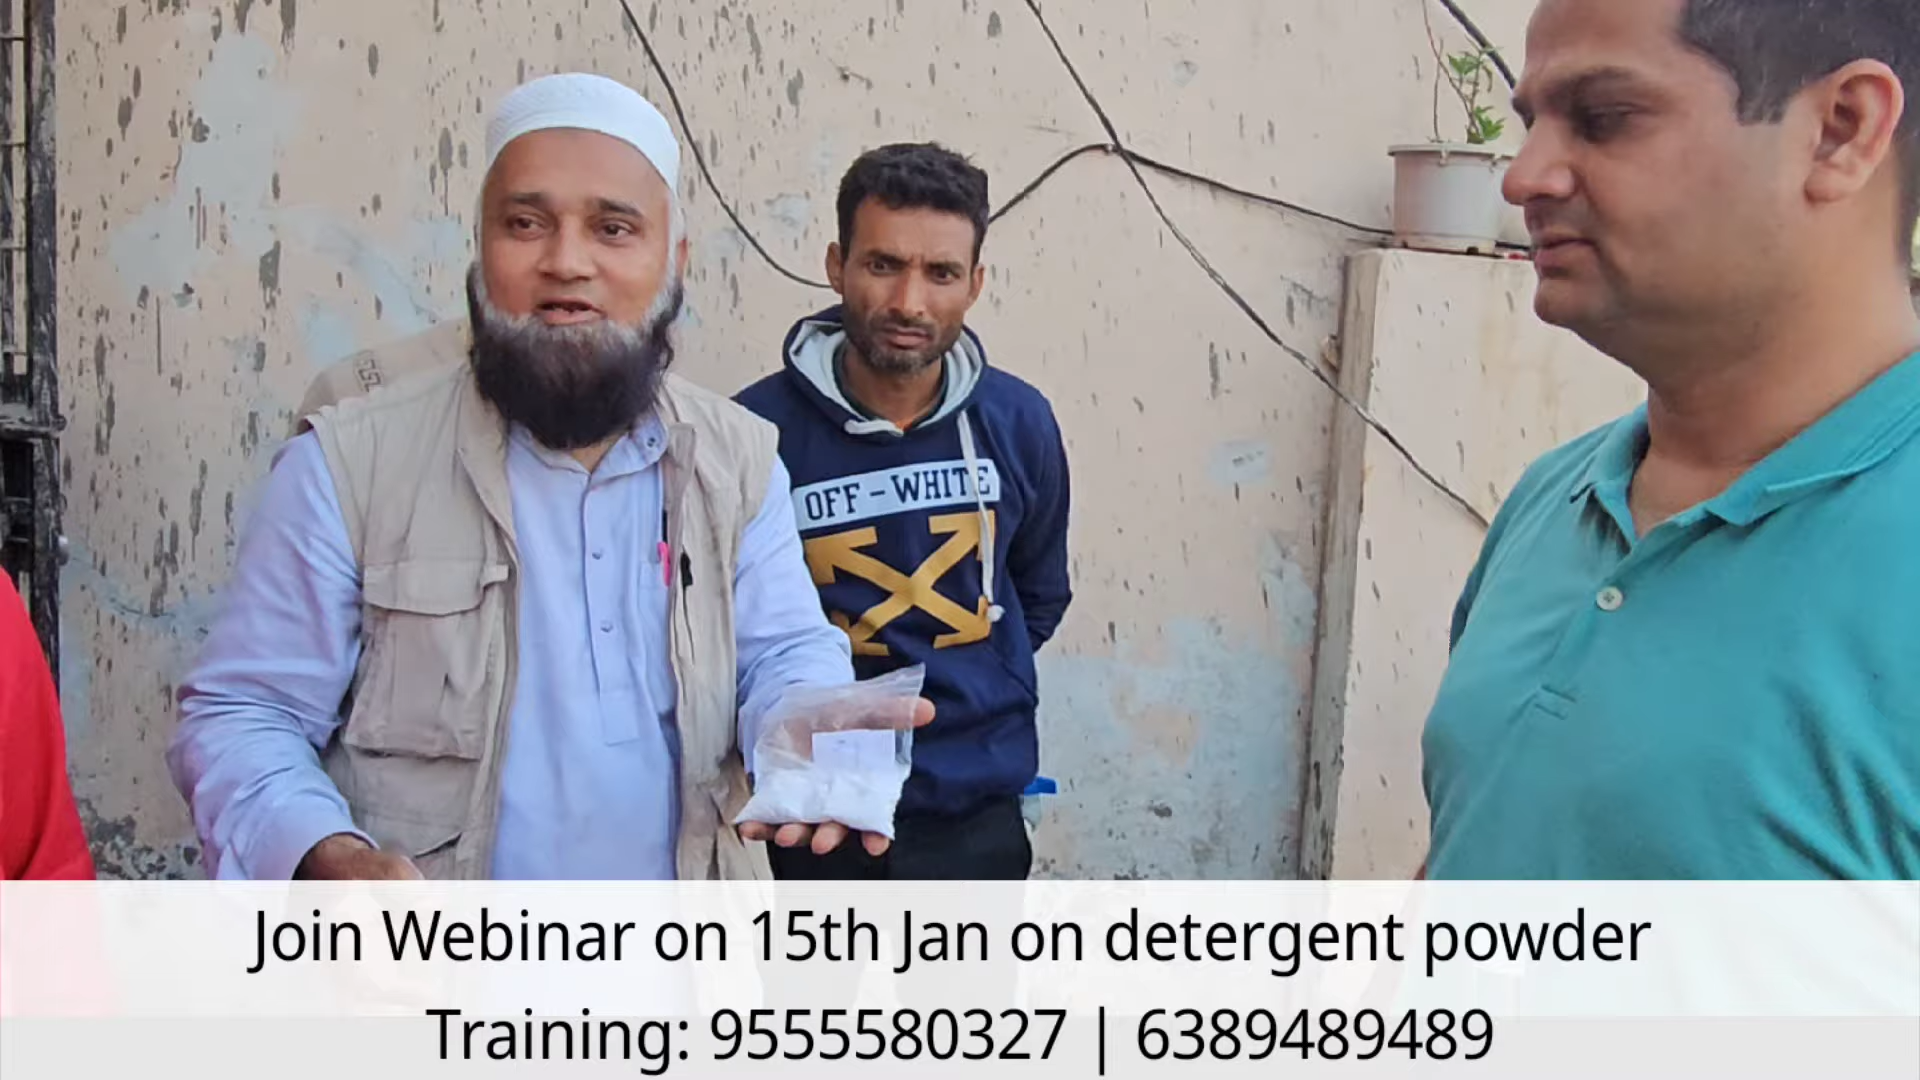 OFF-WHITE
Join Webinar on 15th Jan on detergent powder
Training: 9555580327 | 6389489489